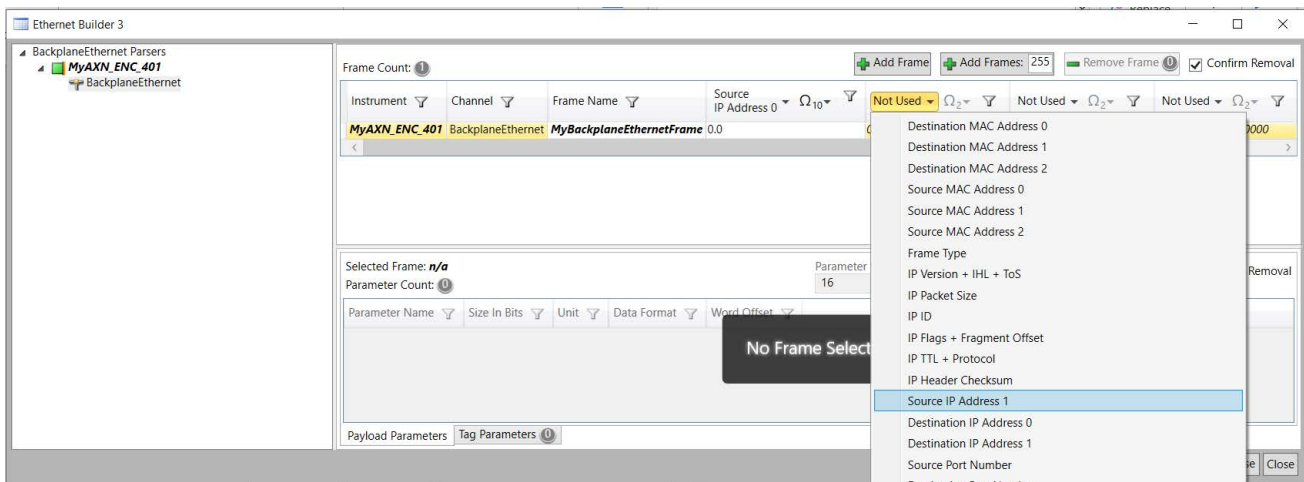 Replace
Ethernet Builder 3
BackplaneEthernet Parsers
MyAXN_ENC_401
BackplaneEthernet
Frame Count: 1
Add Frame
Add Frames: 255
Remove Frame 0
Confirm Removal
Instrument
Channel
Frame Name
Source
IP Address 0
Ω10
Not Used
Ω2
Not Used
Ω2
Not Used
Ω2
MyAXN_ENC_401 BackplaneEthernet MyBackplaneEthernetFrame 0.0
Destination MAC Address 0
Destination MAC Address 1
Destination MAC Address 2
Source MAC Address 0
Source MAC Address 1
Source MAC Address 2
Frame Type
IP Version + IHL + ToS
IP Packet Size
IP ID
IP Flags + Fragment Offset
IP TTL + Protocol
IP Header Checksum
Source IP Address 1
Destination IP Address 0
Destination IP Address 1
Source Port Number
Selected Frame: n/a
Parameter Count: 0
Parameter
16
Removal
Parameter Name
Size In Bits
Unit
Data Format
Word Offset
No Frame Select
Payload Parameters
Tag Parameters 0
Close